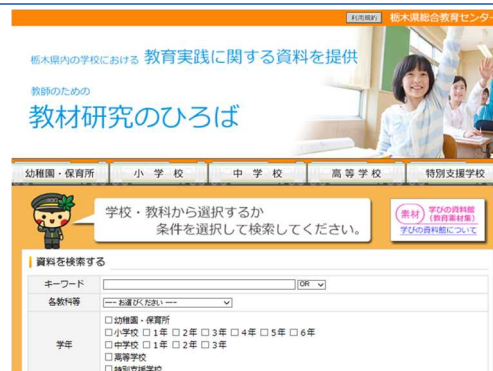 利用規約 栃木県総合教育センター
栃木県内の学校における 教育実践に関する資料を提供
教師のための
教材研究のひろば
幼稚園・保育所 小学校 中学校 高等学校 特別支援学校
学校・教科から選択するか
条件を選択して検索してください。
素材 学びの資料館
(教育素材集)
学びの資料館について
資料を検索する
キーワード OR
各教科等 ---- お選びください ----
□幼稚園・保育所
□小学校 □1年 □2年 □3年 □4年 □5年 □6年
学年 □中学校 □1年 □2年 □3年
□高等学校
□特別支援学校